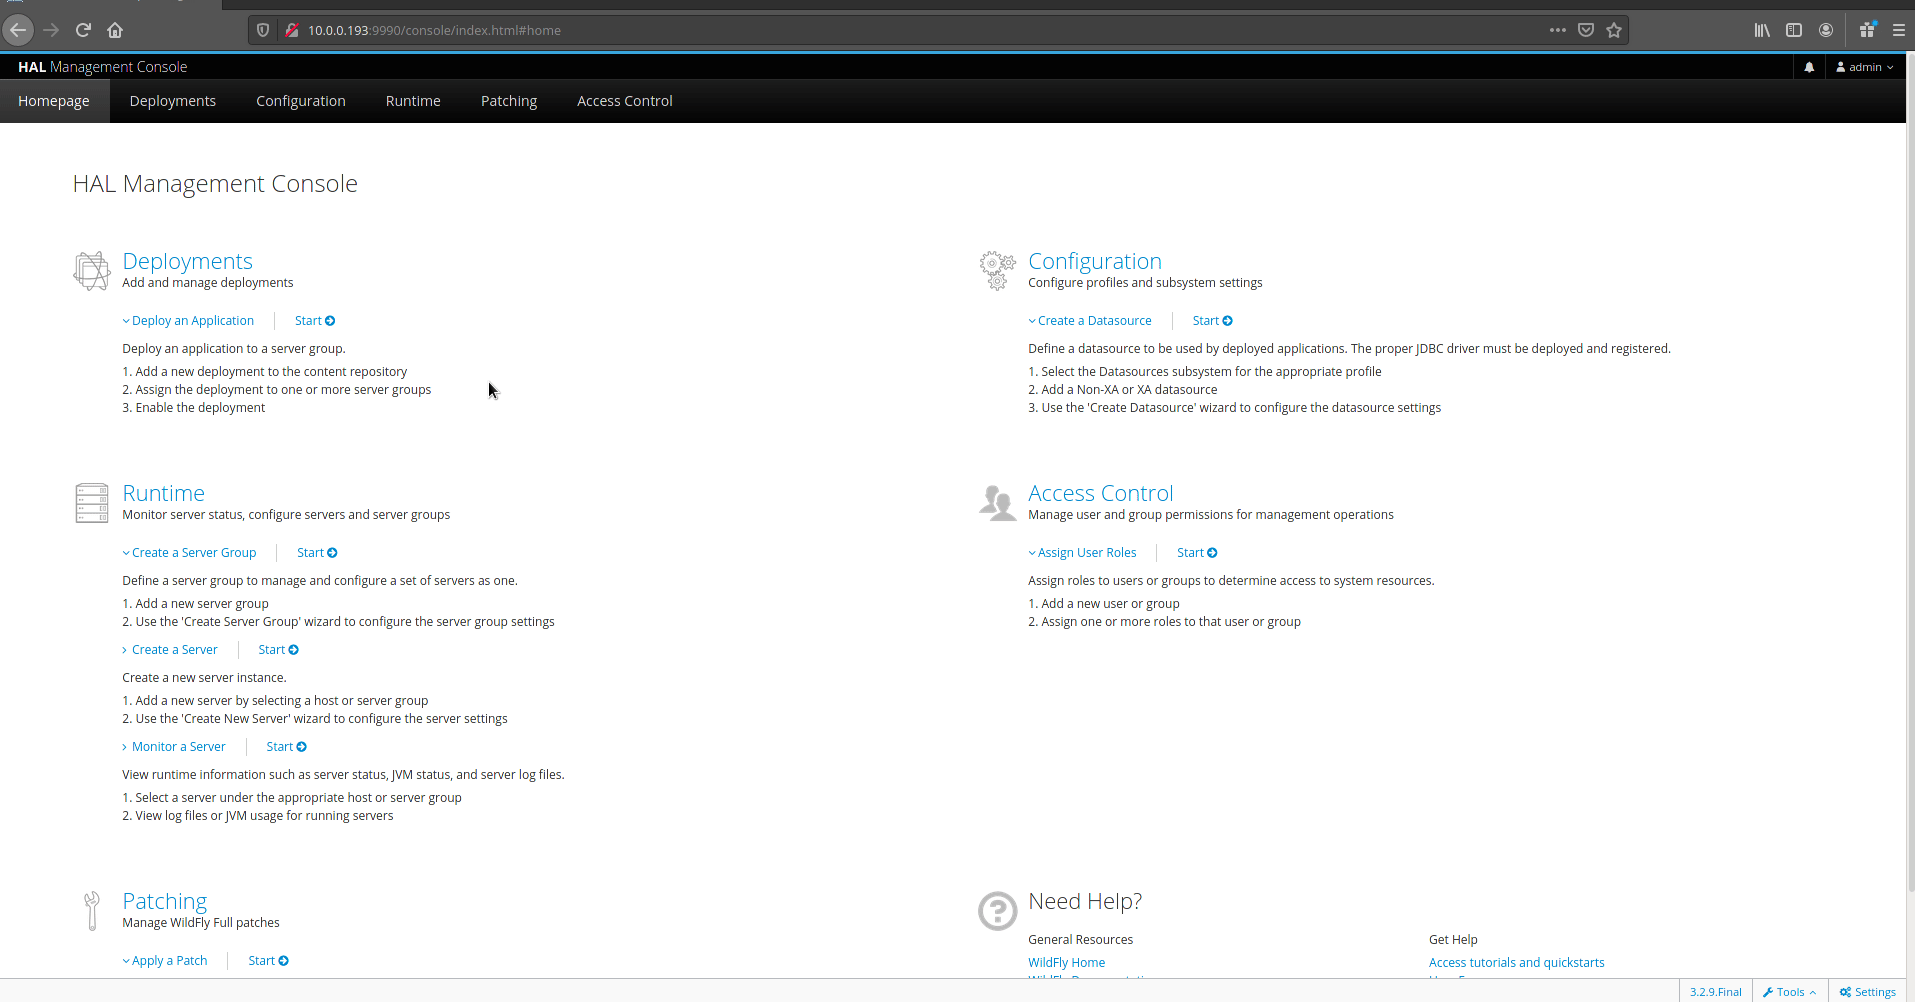 10.0.0.193:9990/console/index.html#home
HAL Management Console
admin
Homepage
Deployments
Configuration
Runtime
Patching
Access Control
HAL Management Console
Deployments
Add and manage deployments
Deploy an Application
Start
Deploy an application to a server group.
1. Add a new deployment to the content repository
2. Assign the deployment to one or more server groups
3. Enable the deployment
Configuration
Configure profiles and subsystem settings
Create a Datasource
Start
Define a datasource to be used by deployed applications. The proper JDBC driver must be deployed and registered.
1. Select the Datasources subsystem for the appropriate profile
2. Add a Non-XA or XA datasource
3. Use the 'Create Datasource' wizard to configure the datasource settings
Runtime
Monitor server status, configure servers and server groups
Create a Server Group
Start
Define a server group to manage and configure a set of servers as one.
1. Add a new server group
2. Use the 'Create Server Group' wizard to configure the server group settings
Create a Server
Start
Create a new server instance.
1. Add a new server by selecting a host or server group
2. Use the 'Create New Server' wizard to configure the server settings
Monitor a Server
Start
View runtime information such as server status, JVM status, and server log files.
1. Select a server under the appropriate host or server group
2. View log files or JVM usage for running servers
Access Control
Manage user and group permissions for management operations
Assign User Roles
Start
Assign roles to users or groups to determine access to system resources.
1. Add a new user or group
2. Assign one or more roles to that user or group
Patching
Manage WildFly Full patches
Apply a Patch
Start
Need Help?
General Resources
WildFly Home
Get Help
Access tutorials and quickstarts
3.2.9.Final
Tools
Settings